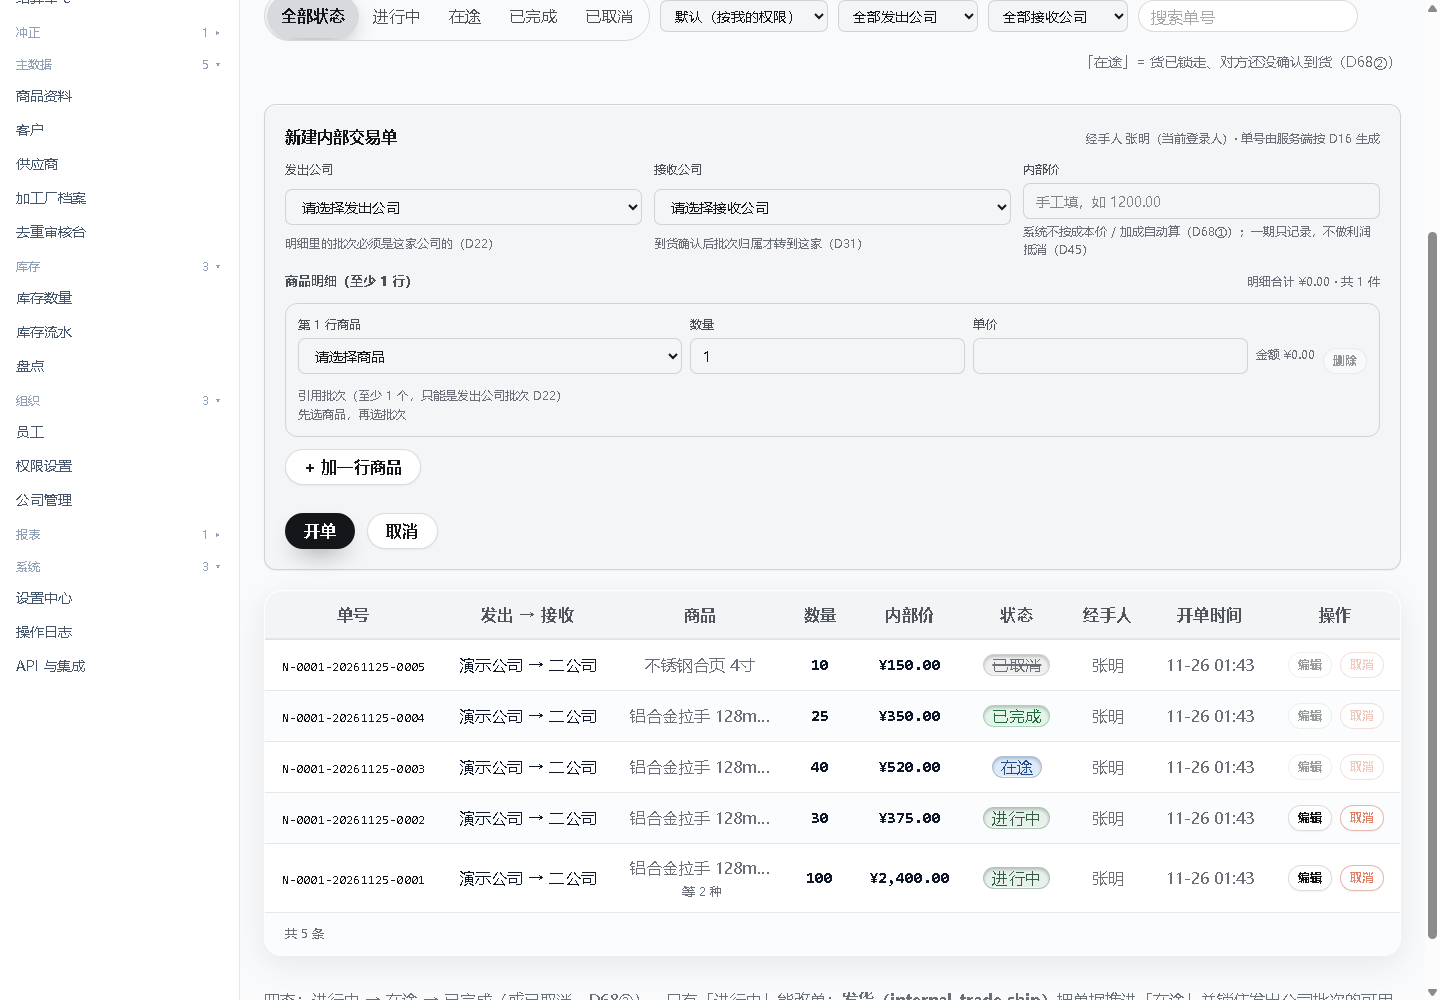 冲正 1
主数据 5
商品资料
客户
供应商
加工厂档案
去重审核台
库存 3
库存数量
库存流水
盘点
组织 3
员工
权限设置
公司管理
报表 1
系统 3
设置中心
操作日志
API 与集成
全部状态 进行中 在途 已完成 已取消 默认（按我的权限） 全部发出公司 全部接收公司 搜索单号
「在途」= 货已锁走、对方还没确认到货（D68②）
新建内部交易单 经手人 张明（当前登录人）· 单号由服务端按 D16 生成
发出公司 接收公司 内部价
请选择发出公司 请选择接收公司 手工填，如 1200.00
明细里的批次必须是这家公司的（D22） 到货确认后批次归属才转到这家（D31） 系统不按成本价 / 加成自动算（D68①）；一期只记录，不做利润
抵消（D45）
商品明细（至少 1 行） 明细合计 ¥0.00 · 共 1 件
第 1 行商品 数量 单价
请选择商品 1 金额 ¥0.00 删除
引用批次（至少 1 个，只能是发出公司批次 D22）
先选商品，再选批次
+ 加一行商品
开单 取消
单号 发出 → 接收 商品 数量 内部价 状态 经手人 开单时间 操作
N-0001-20261125-0005 演示公司 → 二公司 不锈钢合页 4寸 10 ¥150.00 已取消 张明 11-26 01:43 编辑 取消
N-0001-20261125-0004 演示公司 → 二公司 铝合金拉手 128m... 25 ¥350.00 已完成 张明 11-26 01:43 编辑 取消
N-0001-20261125-0003 演示公司 → 二公司 铝合金拉手 128m... 40 ¥520.00 在途 张明 11-26 01:43 编辑 取消
N-0001-20261125-0002 演示公司 → 二公司 铝合金拉手 128m... 30 ¥375.00 进行中 张明 11-26 01:43 编辑 取消
N-0001-20261125-0001 演示公司 → 二公司 铝合金拉手 128m... 等 2 种 100 ¥2,400.00 进行中 张明 11-26 01:43 编辑 取消
共 5 条